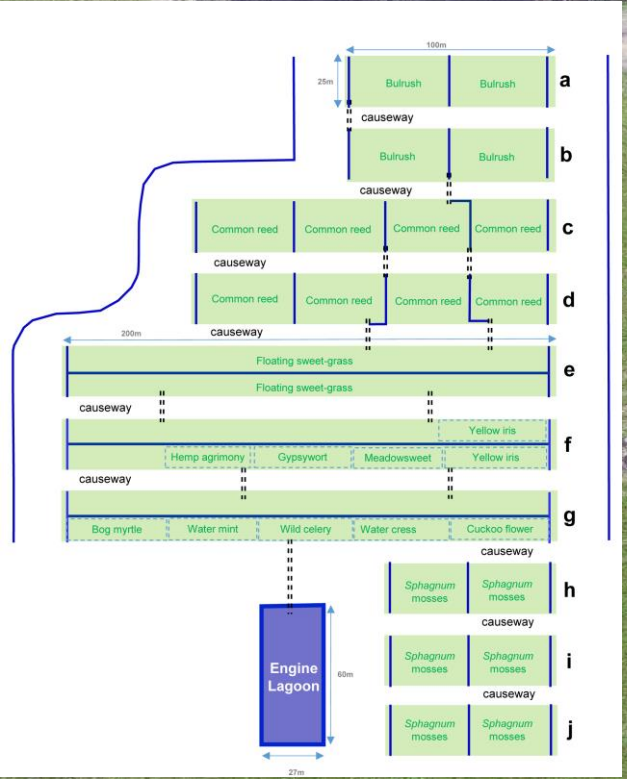 100m
25m
Bulrush Bulrush a
causeway
Bulrush Bulrush b
causeway
Common reed Common reed Common reed Common reed c
causeway
Common reed Common reed Common reed Common reed d
causeway
200m
Floating sweet-grass
e
Floating sweet-grass
causeway
Yellow iris
f
Hemp agrimony Gypsywort Meadowsweet Yellow iris
causeway
g
Bog myrtle Water mint Wild celery Water cress Cuckoo flower
causeway
Sphagnum Sphagnum h
mosses mosses
causeway
Sphagnum Sphagnum i
mosses mosses
causeway
Sphagnum Sphagnum j
mosses mosses
Engine
Lagoon
60m
27m